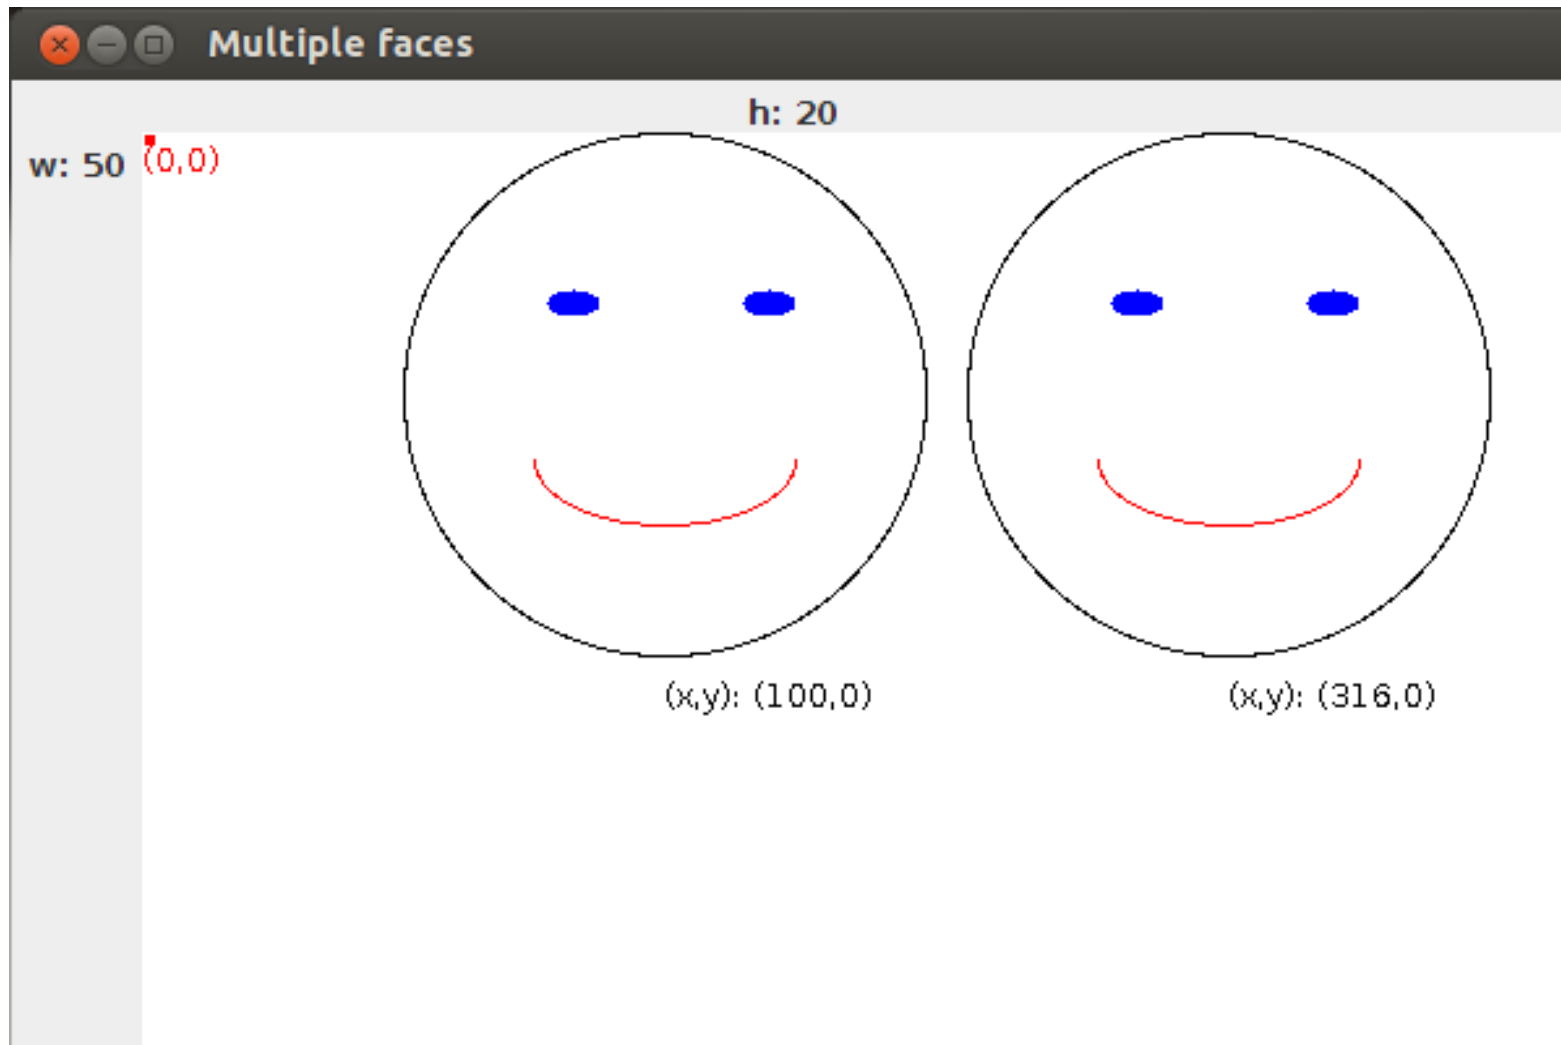 Multiple faces
h: 20
w: 50
(0,0)
(x,y): (100,0)
(x,y): (316,0)